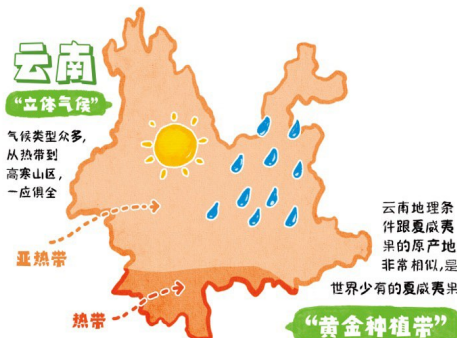 云南
“立体气候”
气候类型众多，
从热带到
高寒山区，
一应俱全
亚热带
热带
云南地理条
件跟夏威夷
果的原产地
非常相似，是
世界少有的夏威夷果
“黄金种植带”